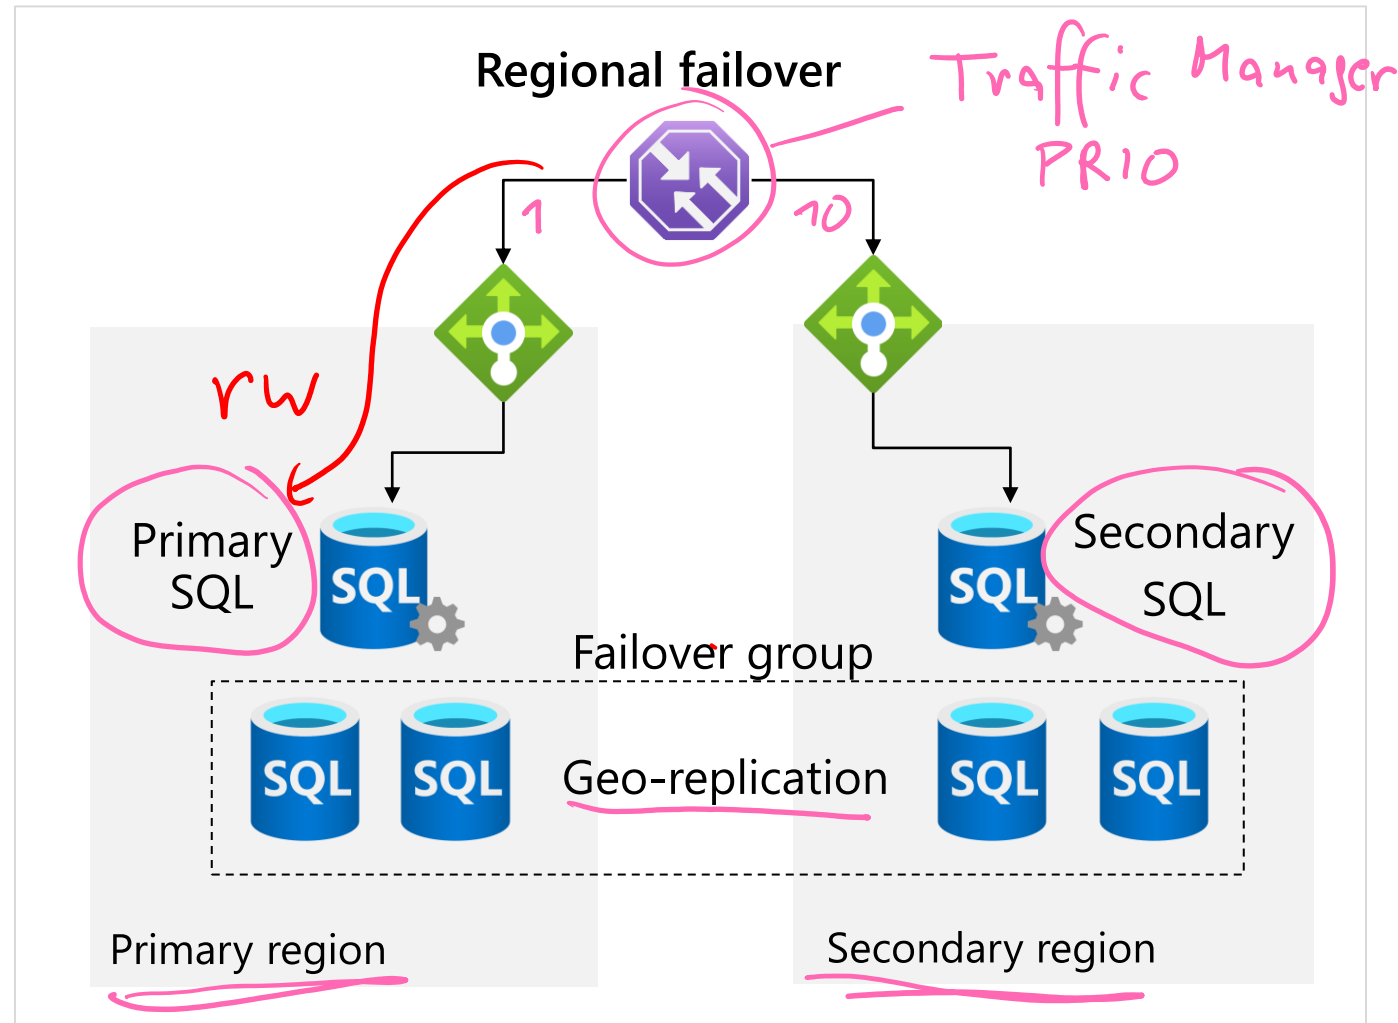 Regional failover
Traffic Manager
PRIO
1
10
rw
Primary
SQL
SQL
SQL
Secondary
SQL
Failover group
SQL
SQL
Geo-replication
SQL
SQL
Primary region
Secondary region